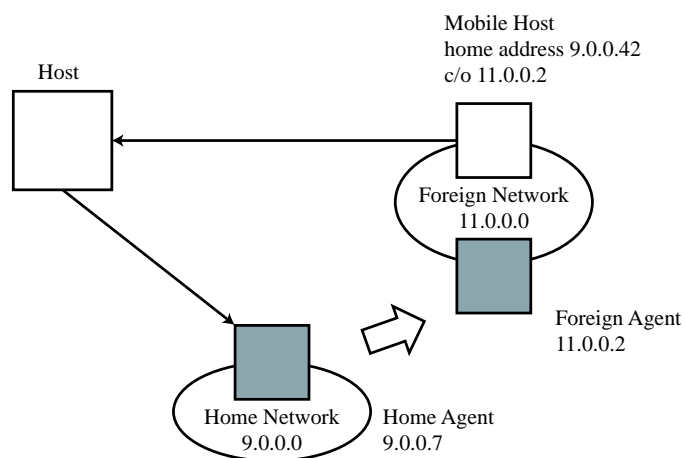 Mobile Host
home address 9.0.0.42
c/o 11.0.0.2
Host
Foreign Network
11.0.0.0
Foreign Agent
11.0.0.2
Home Network
9.0.0.0
Home Agent
9.0.0.7